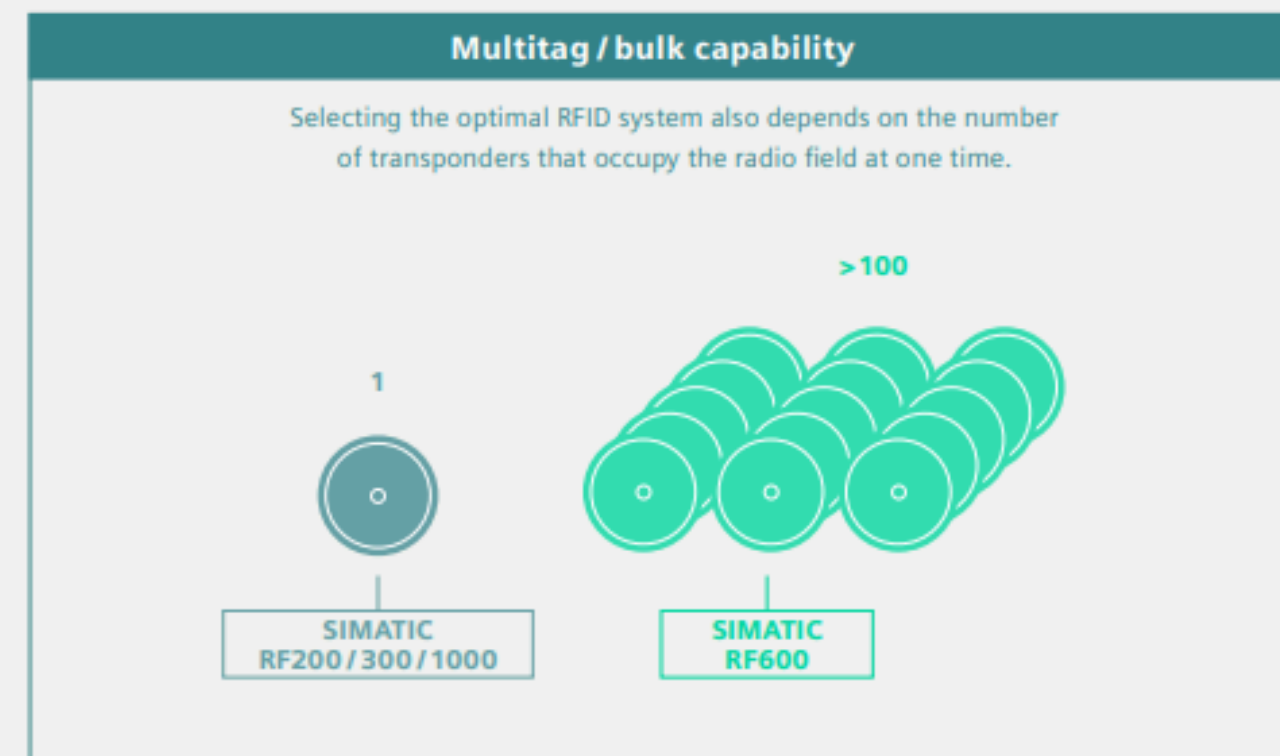 Multitag / bulk capability
Selecting the optimal RFID system also depends on the number
of transponders that occupy the radio field at one time.
>100
1
SIMATIC
RF200 / 300 / 1000
SIMATIC
RF600